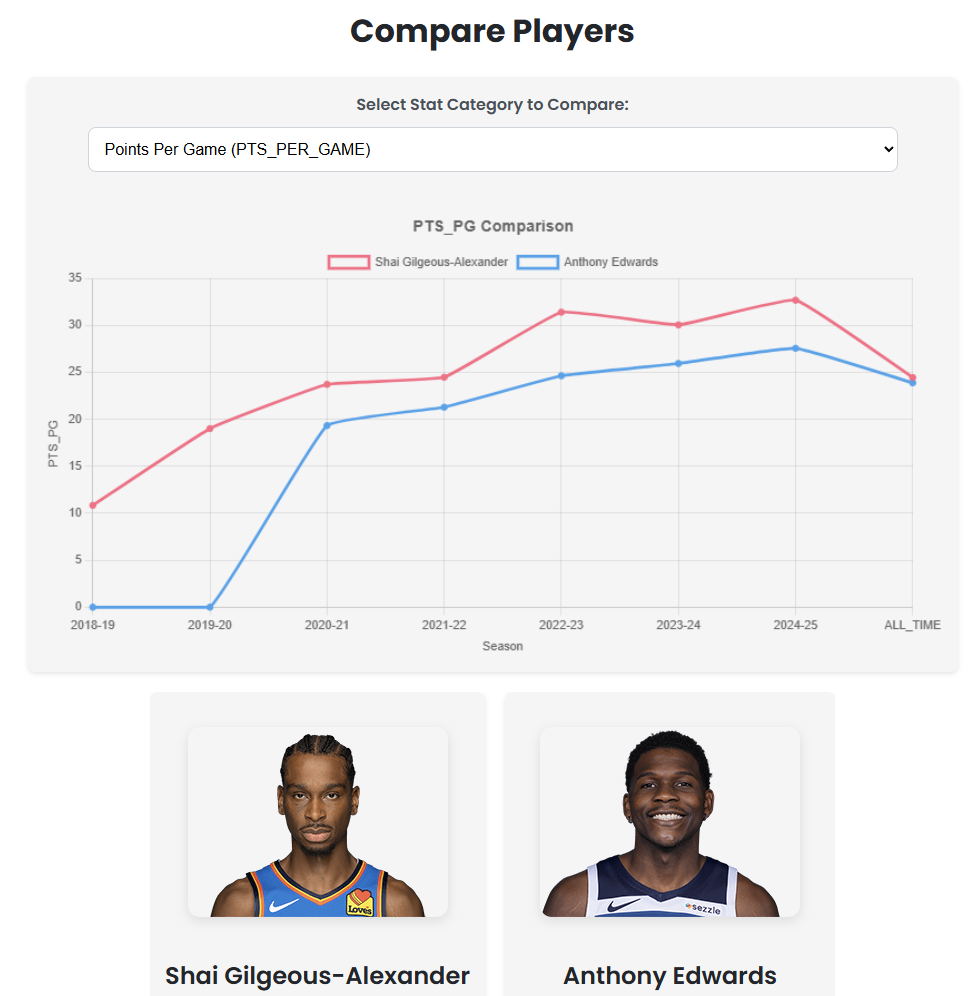 Compare Players
Select Stat Category to Compare:
Points Per Game (PTS_PER_GAME)
PTS_PG Comparison
Shai Gilgeous-Alexander Anthony Edwards
35
30
25
20
15
10
5
0
PTS_PG
2018-19 2019-20 2020-21 2021-22 2022-23 2023-24 2024-25 ALL_TIME
Season
Love's
sezzle
Shai Gilgeous-Alexander
Anthony Edwards